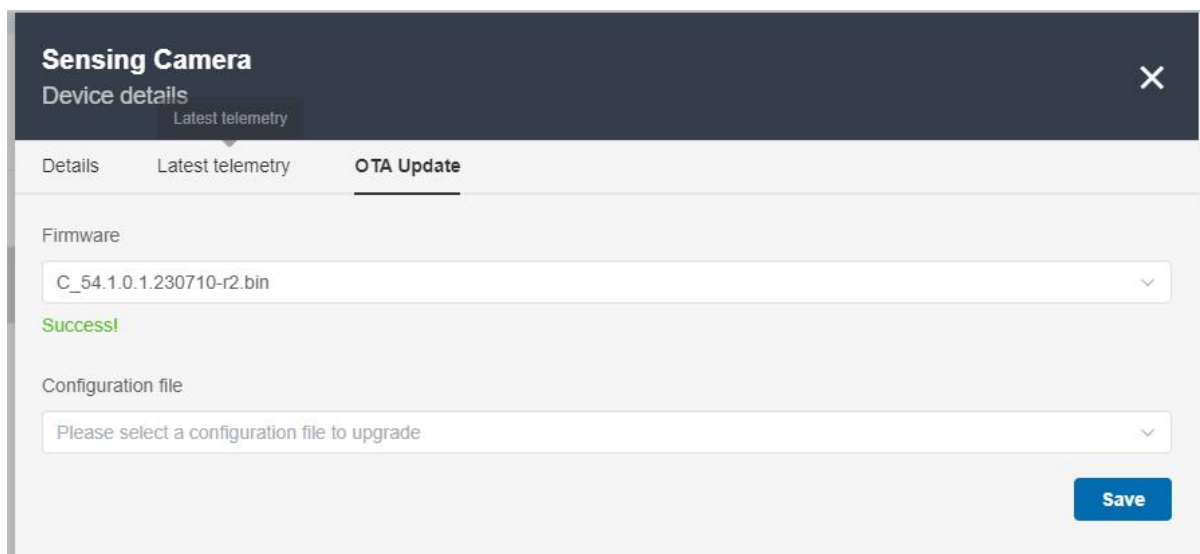 Sensing Camera
Device details
Latest telemetry
Details Latest telemetry OTA Update
Firmware
C_54.1.0.1.230710-r2.bin
Success!
Configuration file
Please select a configuration file to upgrade
Save